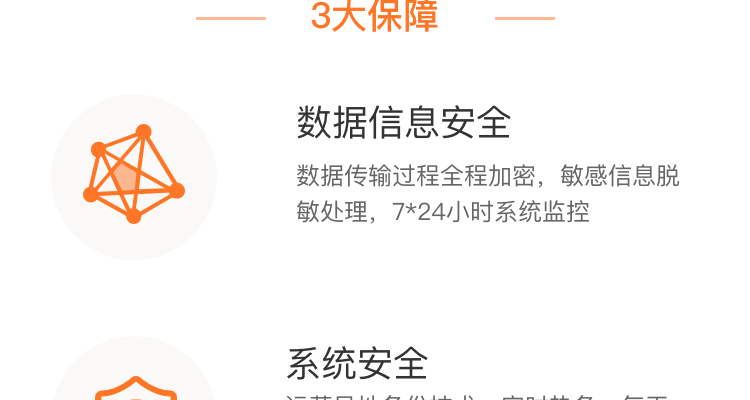 3大保障
数据信息安全
数据传输过程全程加密，敏感信息脱
敏处理，7*24小时系统监控
系统安全